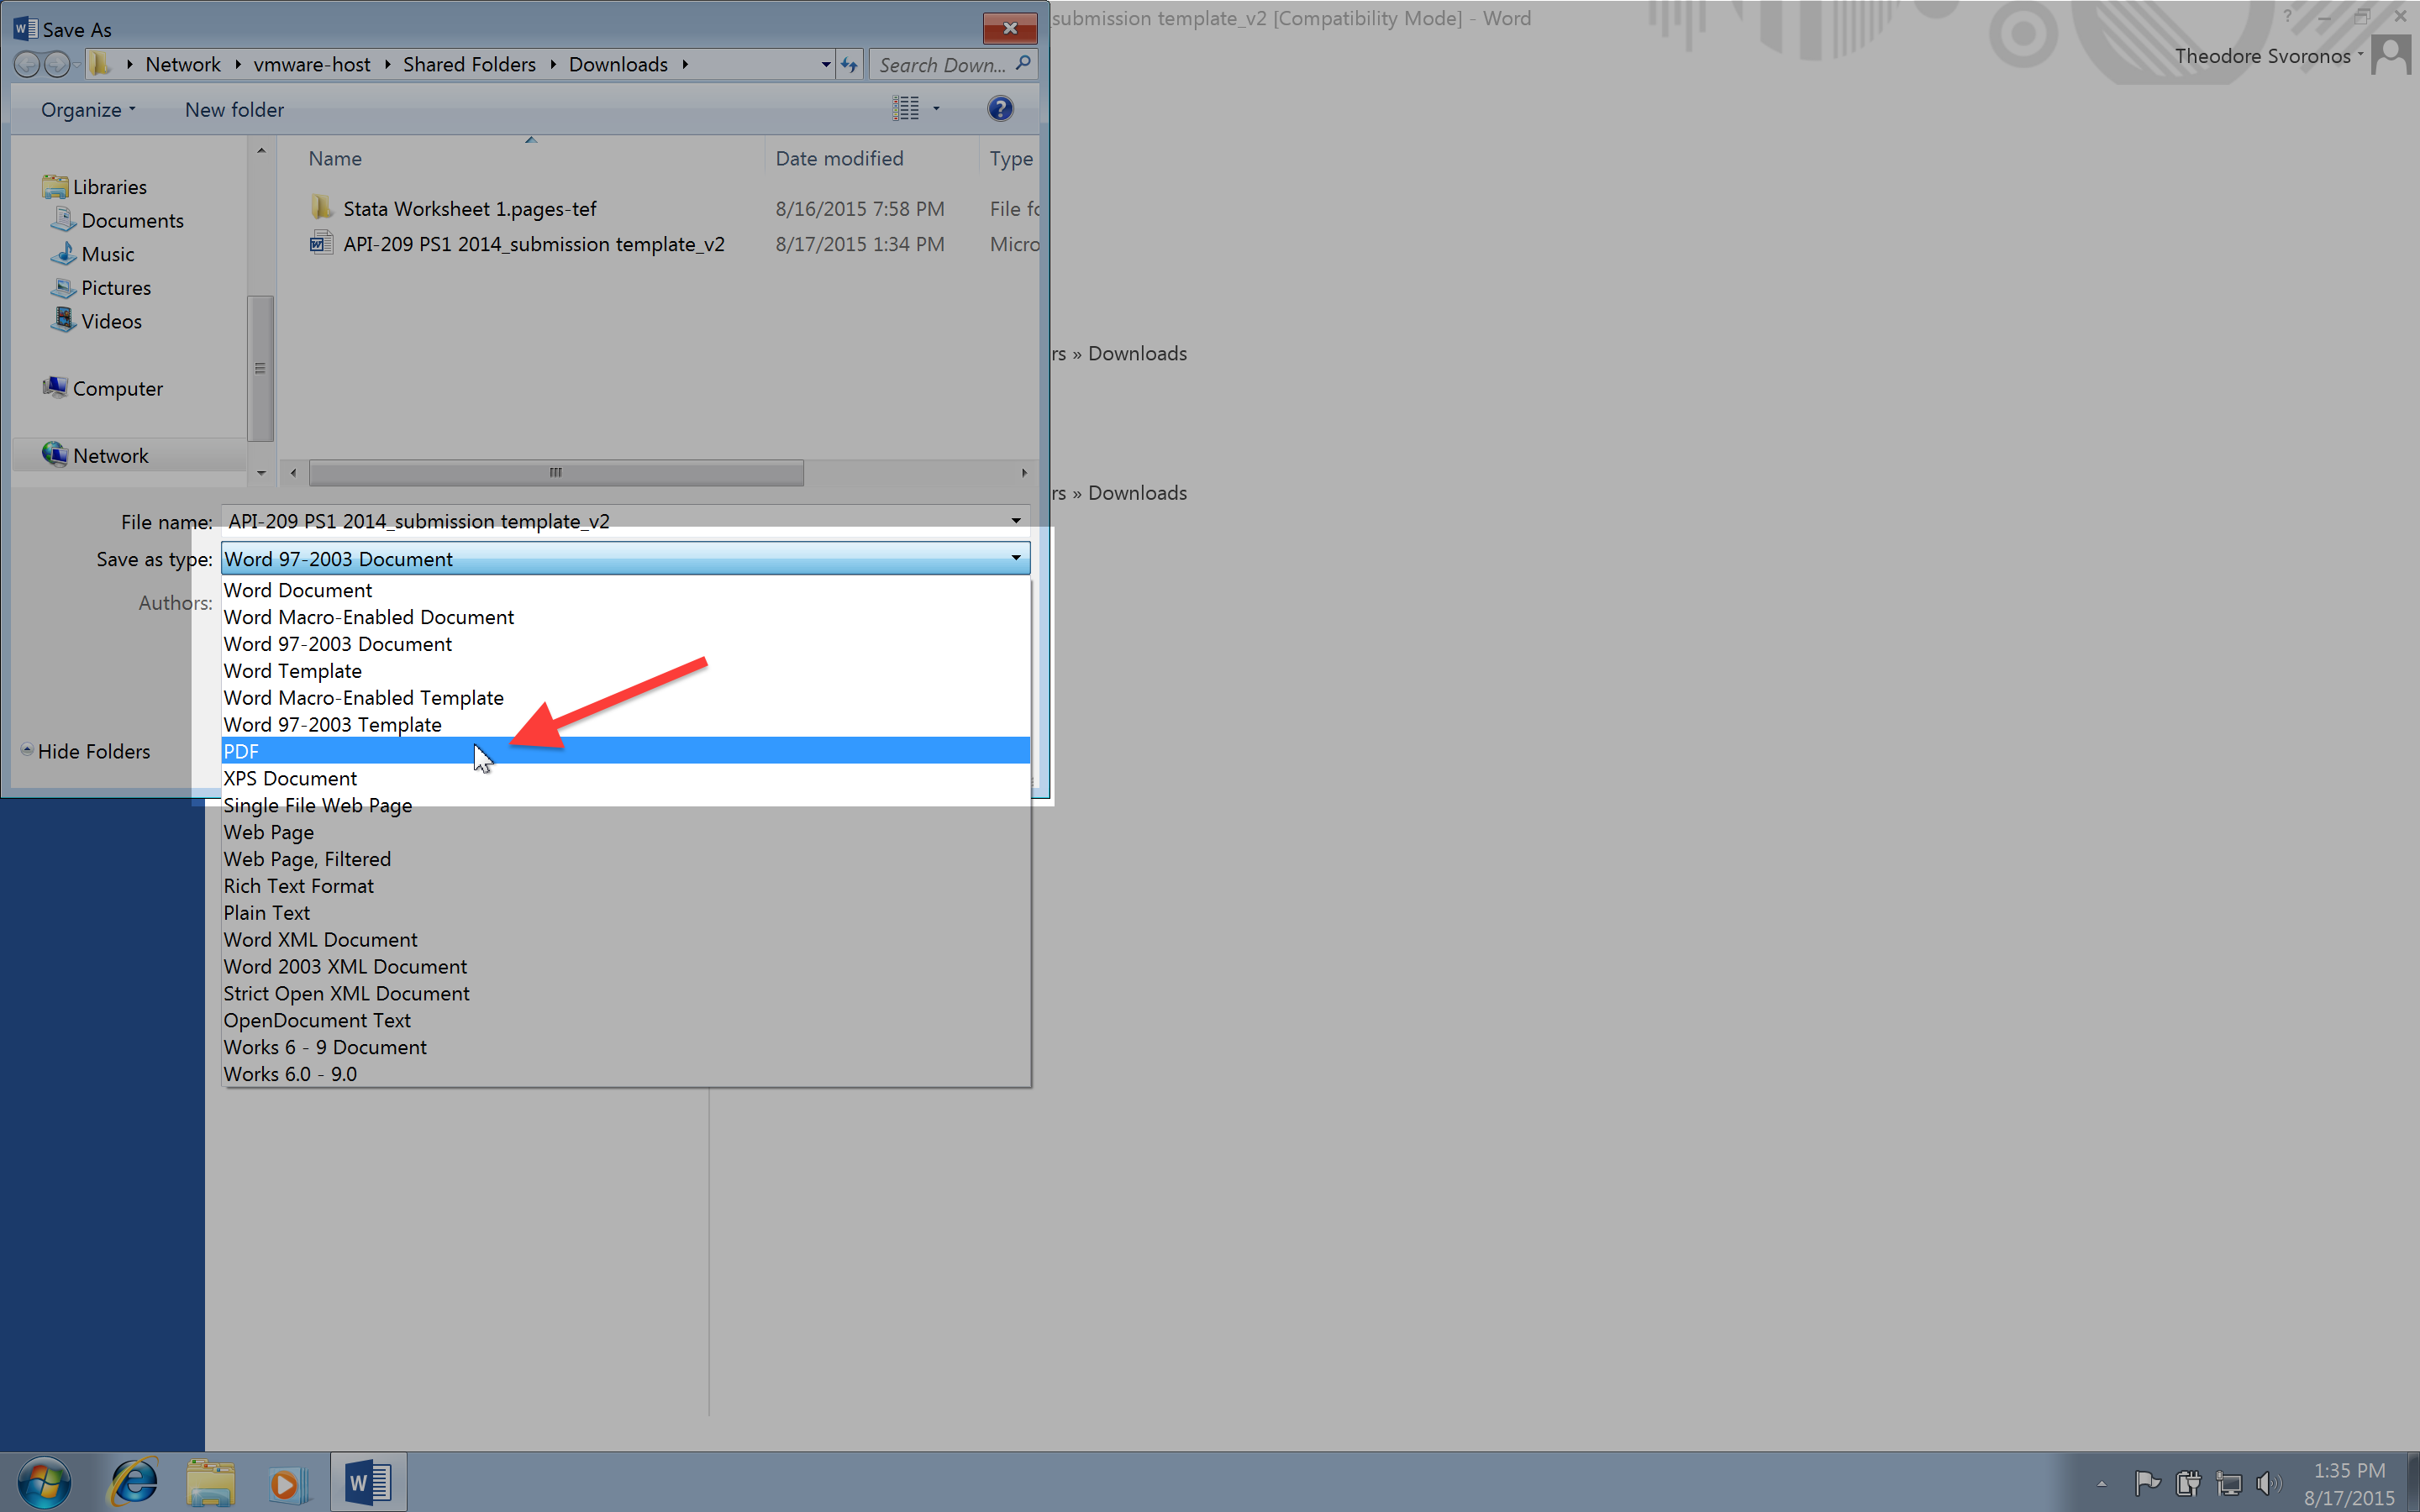 Save As
submission template_v2 [Compatibility Mode] - Word
Theodore Svoronos
Network vmware-host Shared Folders Downloads
Search Down...
Organize New folder
Name Date modified Type
Libraries
Documents
Music
Pictures
Videos
Computer
Network
Stata Worksheet 1.pages-tef 8/16/2015 7:58 PM File fo
API-209 PS1 2014_submission template_v2 8/17/2015 1:34 PM Micro
rs » Downloads
rs » Downloads
File name: API-209 PS1 2014_submission template_v2
Save as type: Word 97-2003 Document
Authors:
Word Document
Word Macro-Enabled Document
Word 97-2003 Document
Word Template
Word Macro-Enabled Template
Word 97-2003 Template
Hide Folders
PDF
XPS Document
Single File Web Page
Web Page
Web Page, Filtered
Rich Text Format
Plain Text
Word XML Document
Word 2003 XML Document
Strict Open XML Document
OpenDocument Text
Works 6 - 9 Document
Works 6.0 - 9.0
1:35 PM
8/17/2015